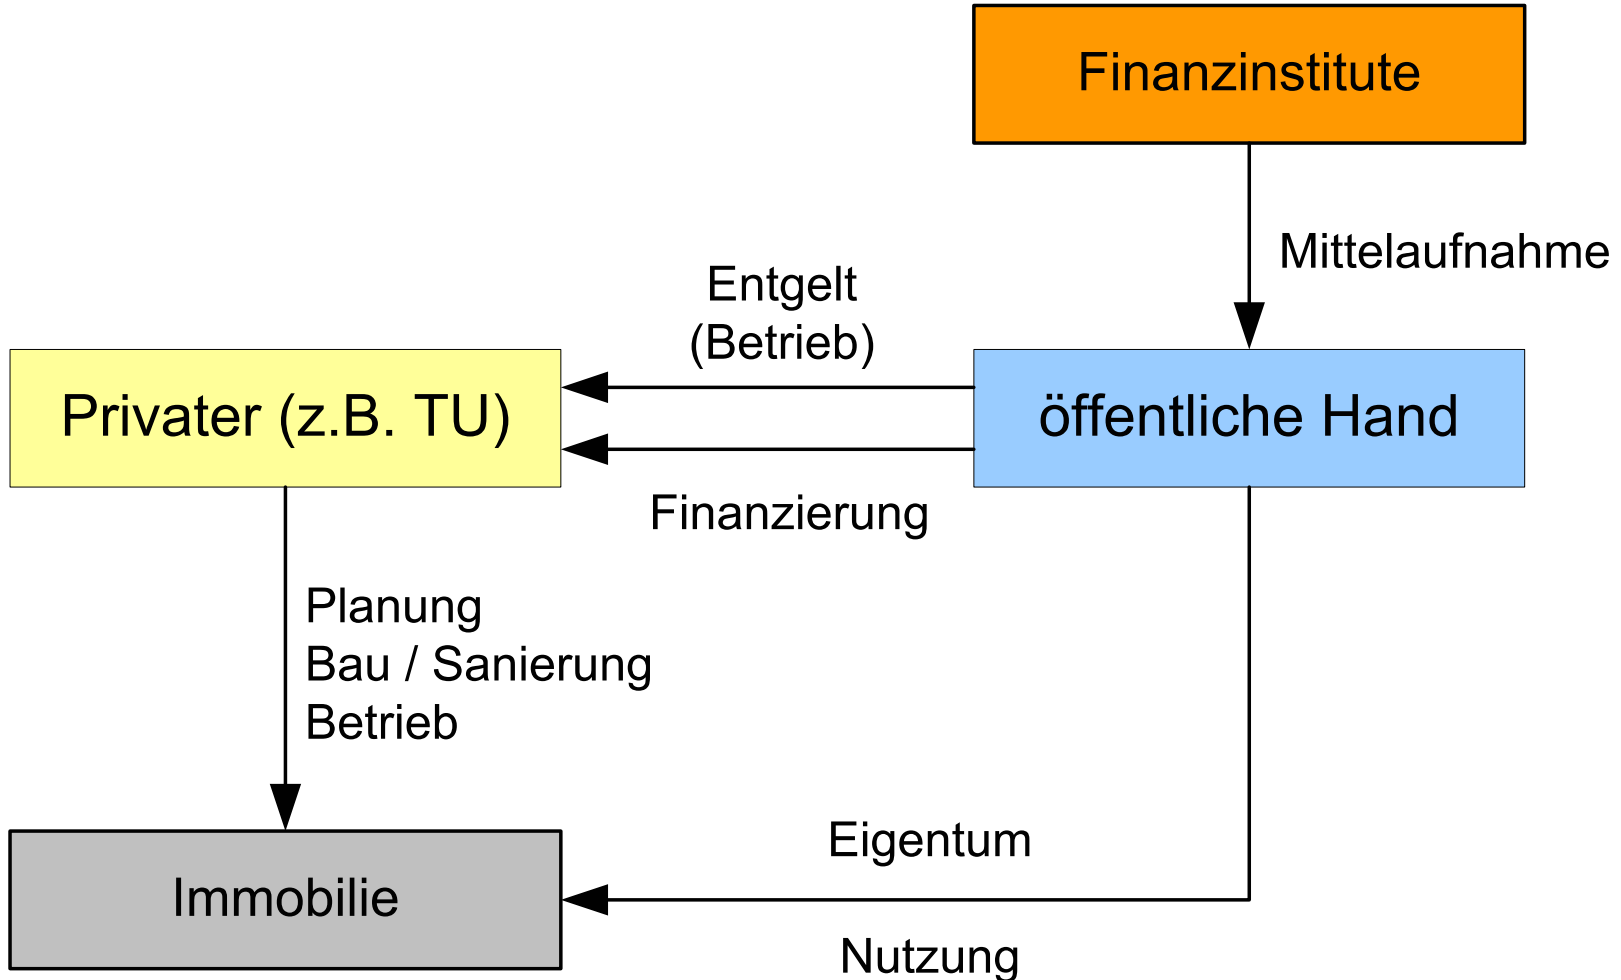 Finanzinstitute
Mittelaufnahme
Entgelt
(Betrieb)
Privater (z.B. TU)
öffentliche Hand
Finanzierung
Planung
Bau / Sanierung
Betrieb
Eigentum
Immobilie
Nutzung